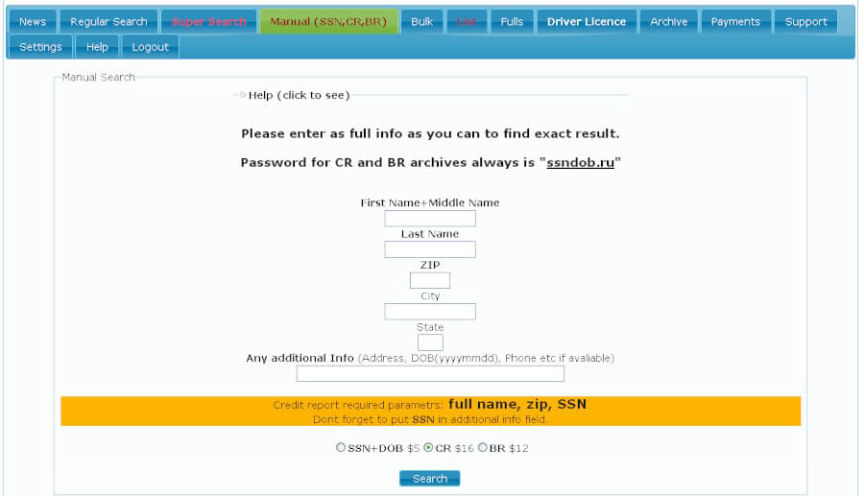 News Regular Search Super Search Manual (SSN,CR,BR) Bulk Fulls Driver Licence Archive Payments Support
Settings Help Logout
Manual Search
Help (click to see)
Please enter as full info as you can to find exact result.
Password for CR and BR archives always is "ssndob.ru"
First Name+Middle Name
Last Name
ZIP
City
State
Any additional Info (Address, DOB(yyyymmdd), Phone etc if avaliable)
Credit report required parametrs: full name, zip, SSN
Dont forget to put SSN in additional info field.
SSN+DOB $5 CR $16 BR $12
Search